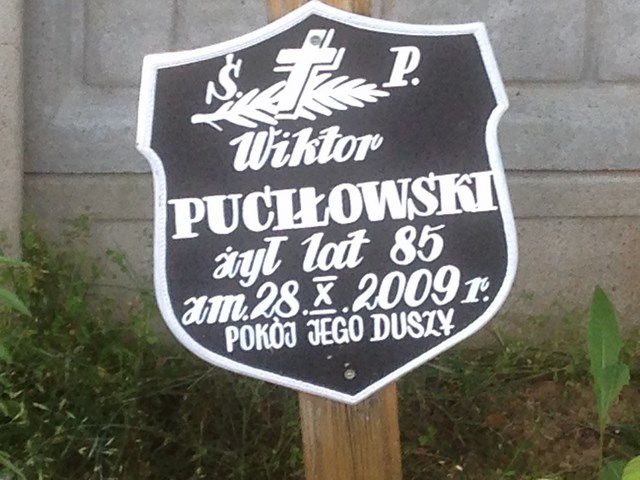 Ś. P.
Wiktor
PUCIŁOWSKI
żył lat 85
zm. 28.X.2009 r.
POKÓJ JEGO DUSZY